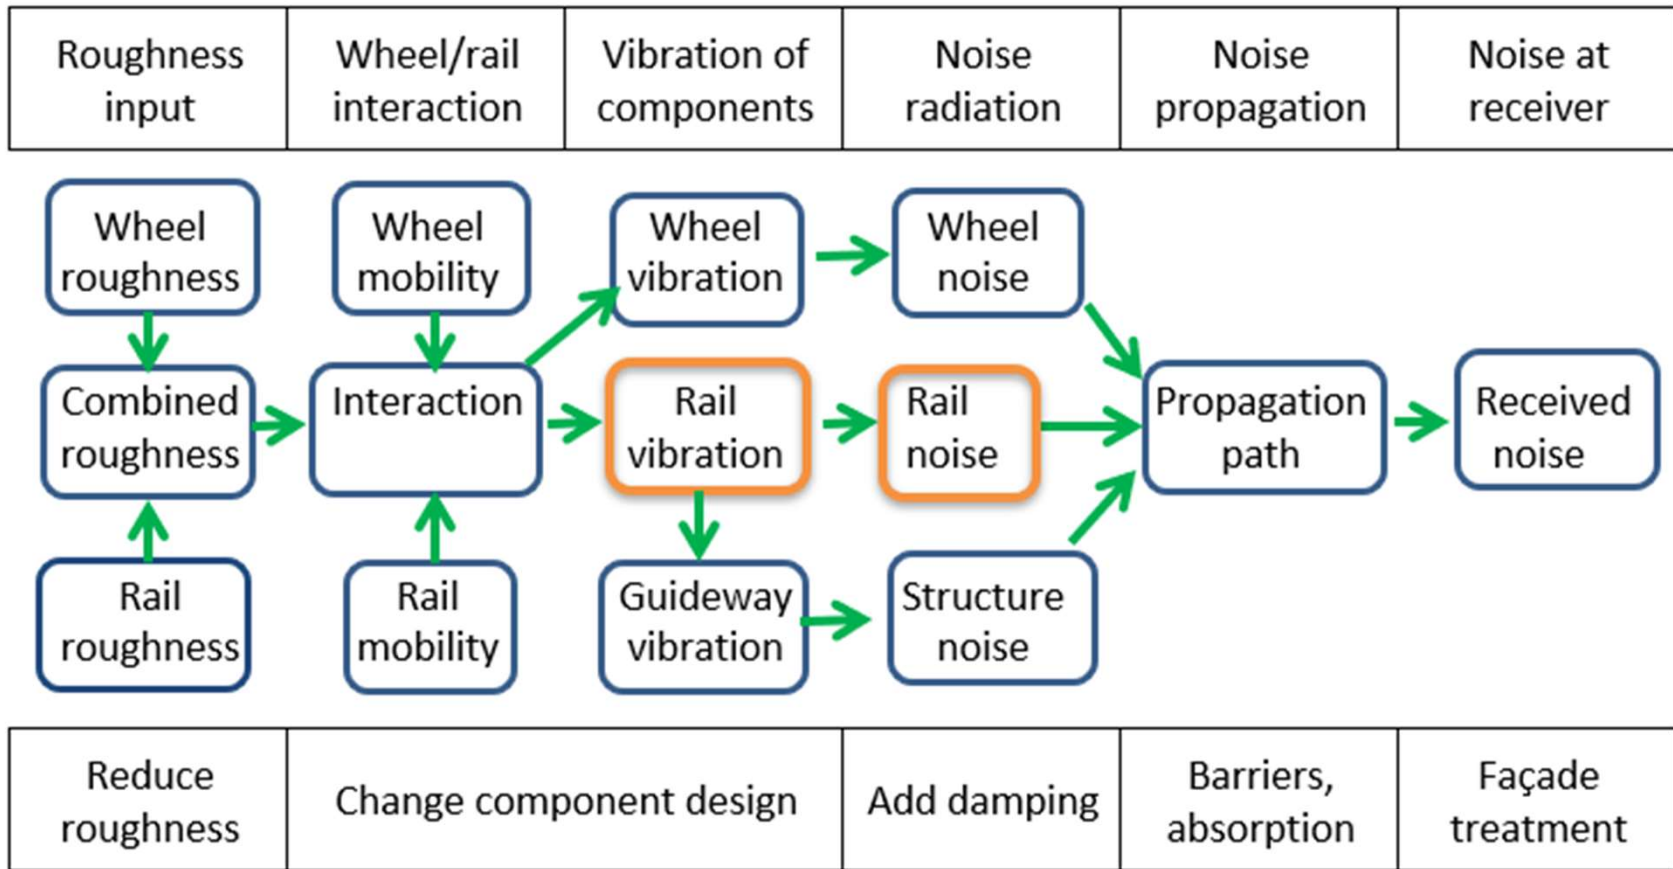 Roughness
input
Wheel/rail
interaction
Vibration of
components
Noise
radiation
Noise
propagation
Noise at
receiver
Wheel
roughness
Wheel
mobility
Wheel
vibration
Wheel
noise
Combined
roughness
Interaction
Rail
vibration
Rail
noise
Propagation
path
Received
noise
Rail
roughness
Rail
mobility
Guideway
vibration
Structure
noise
Reduce
roughness
Change component design
Add damping
Barriers,
absorption
Façade
treatment